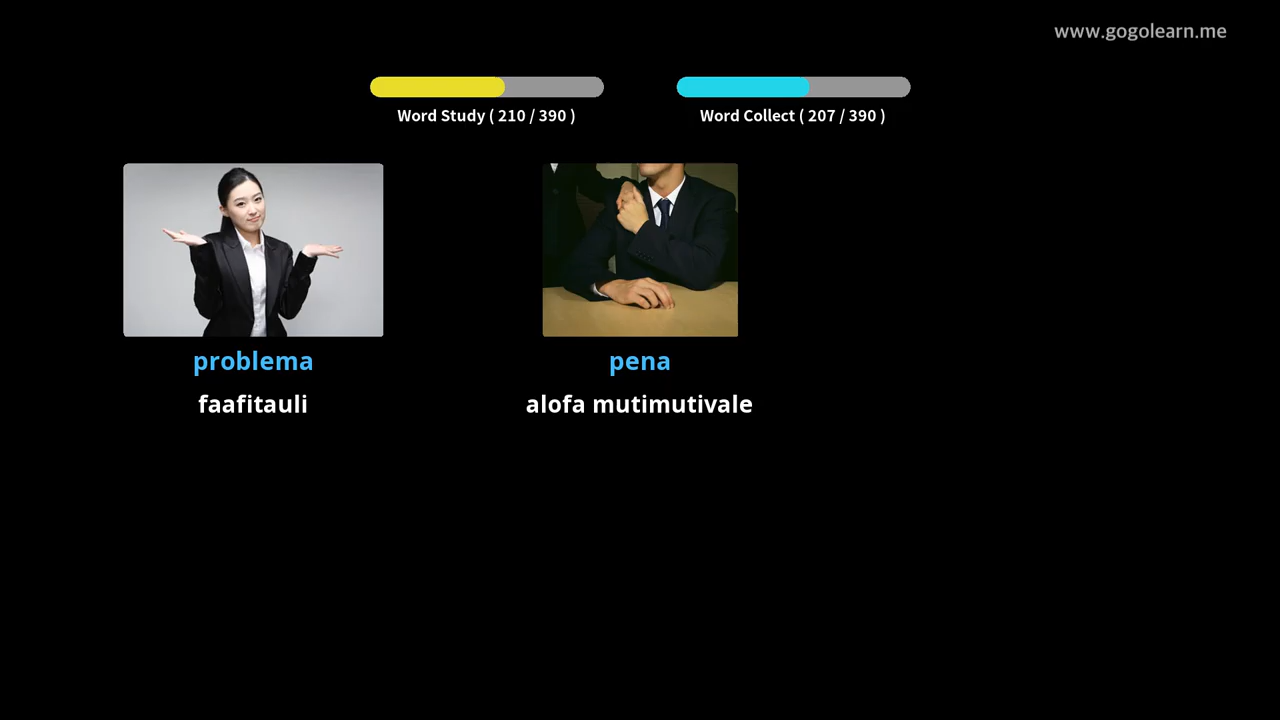 www.gogolearn.me
Word Study ( 210 / 390 )
Word Collect ( 207 / 390 )
problema
pena
faafitauli
alofa mutimutivale